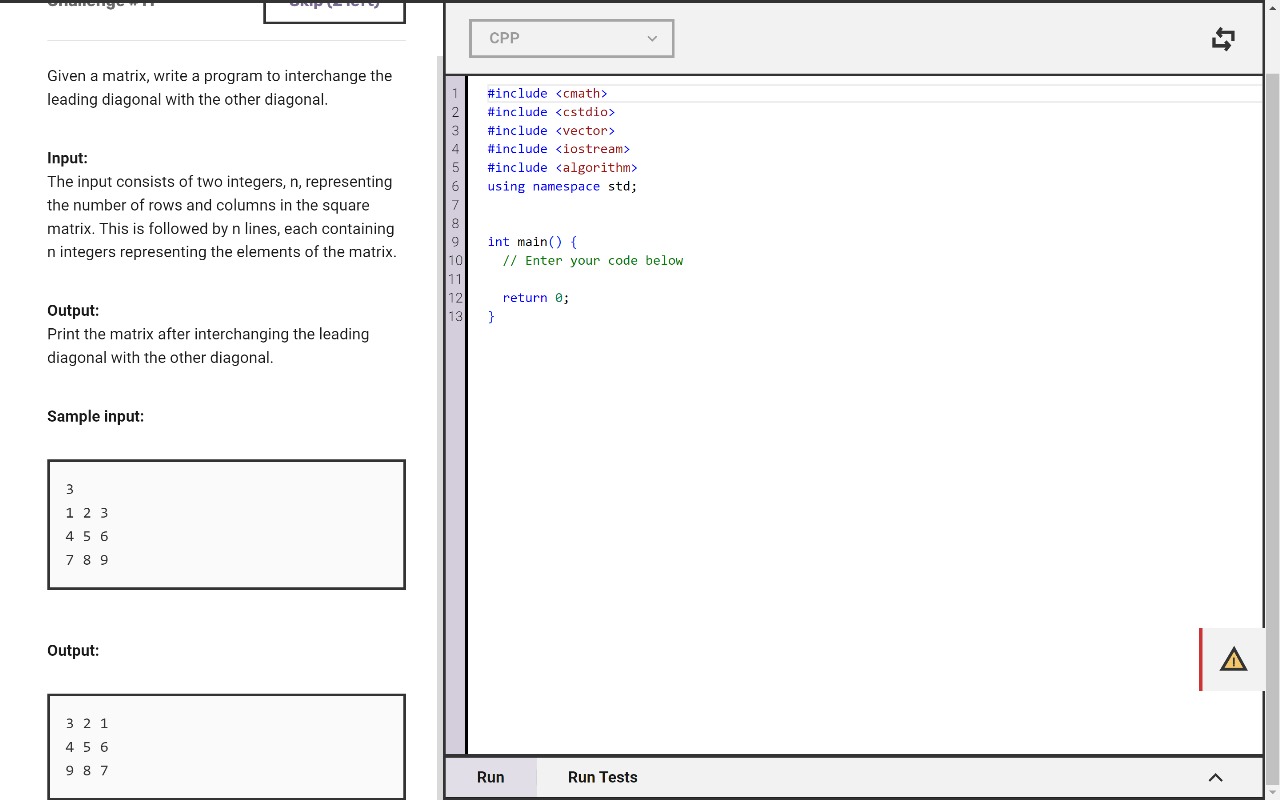 CPP
Given a matrix, write a program to interchange the
leading diagonal with the other diagonal.
Input:
The input consists of two integers, n, representing
the number of rows and columns in the square
matrix. This is followed by n lines, each containing
n integers representing the elements of the matrix.
Output:
Print the matrix after interchanging the leading
diagonal with the other diagonal.
Sample input:
3
1 2 3
4 5 6
7 8 9
Output:
3 2 1
4 5 6
9 8 7
1 #include <cmath>
2 #include <cstdio>
3 #include <vector>
4 #include <iostream>
5 #include <algorithm>
6 using namespace std;
7
8
9 int main() {
10 // Enter your code below
11
12 return 0;
13 }
Run
Run Tests